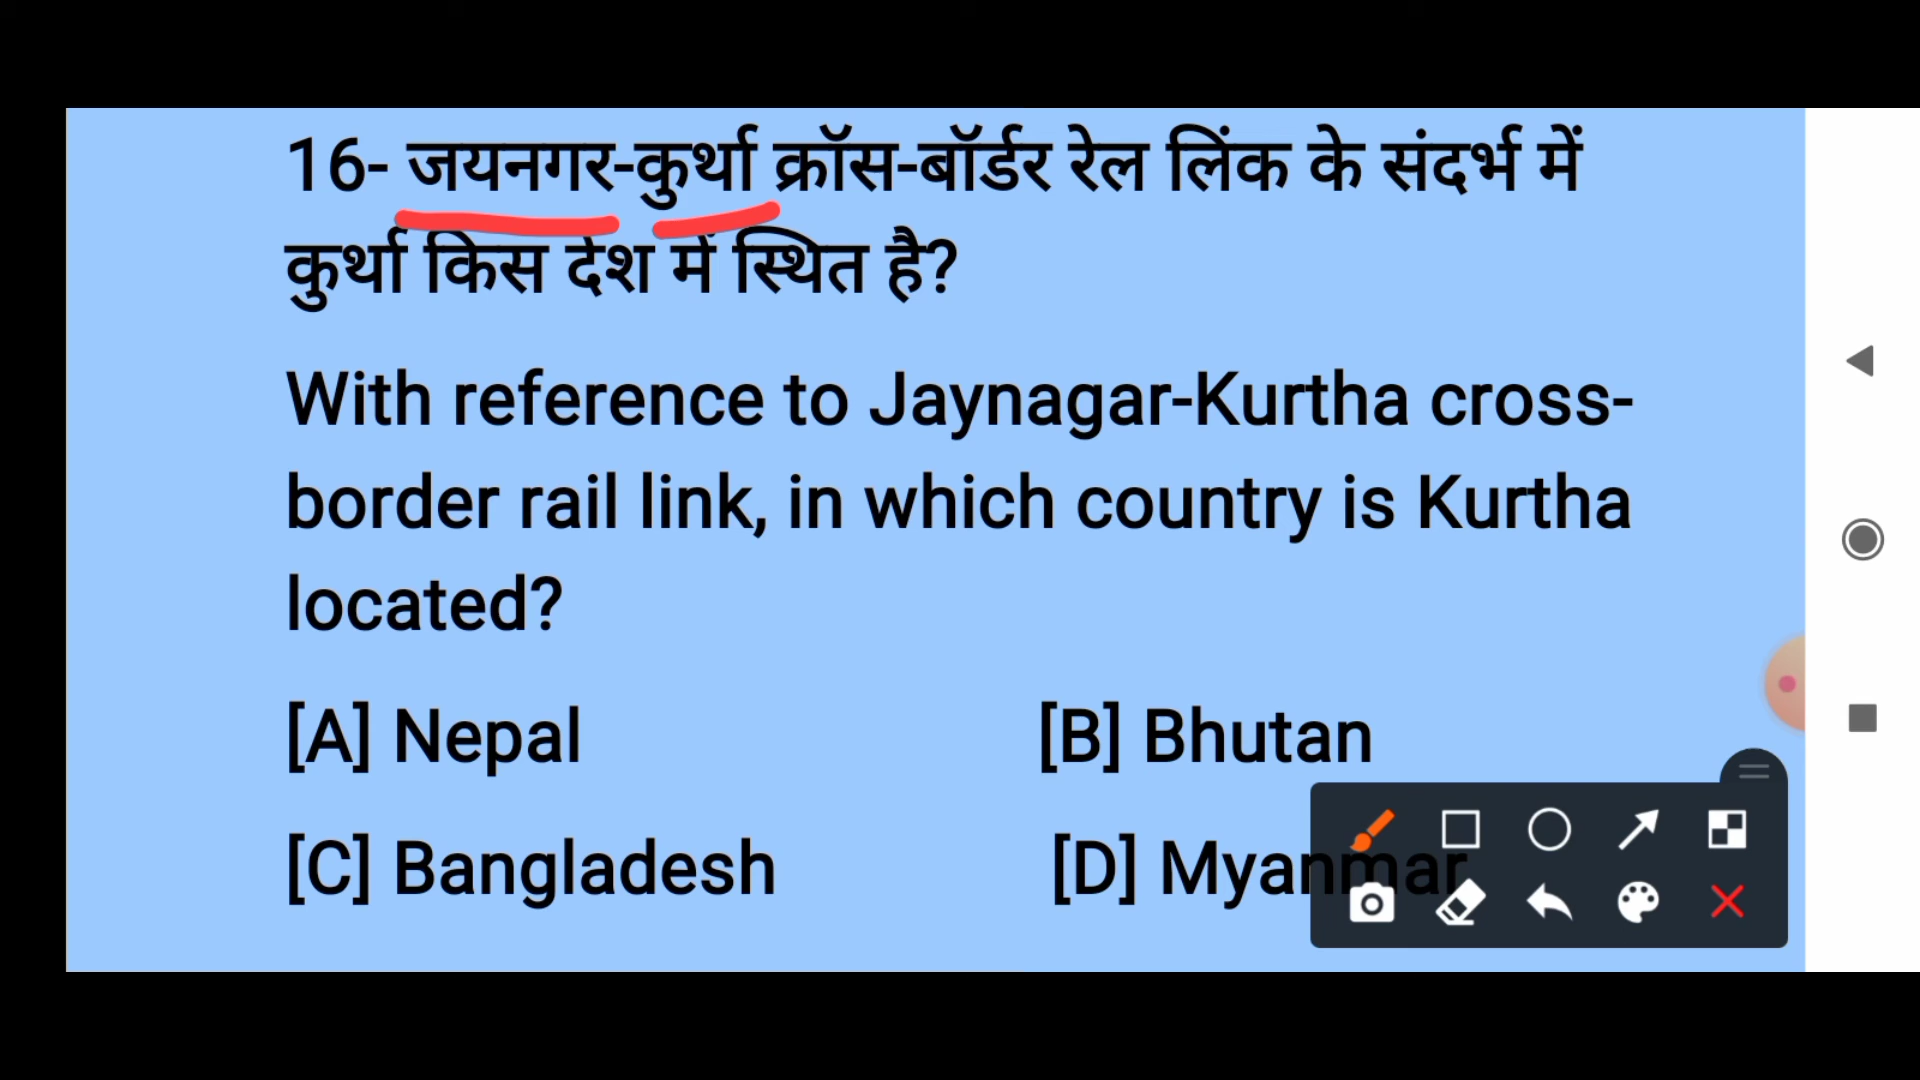 16- जयनगर-कुर्था क्रॉस-बॉर्डर रेल लिंक के संदर्भ में
कुर्था किस देश में स्थित है?
With reference to Jaynagar-Kurtha cross-
border rail link, in which country is Kurtha
located?
[A] Nepal [B] Bhutan
[C] Bangladesh [D] Myanmar